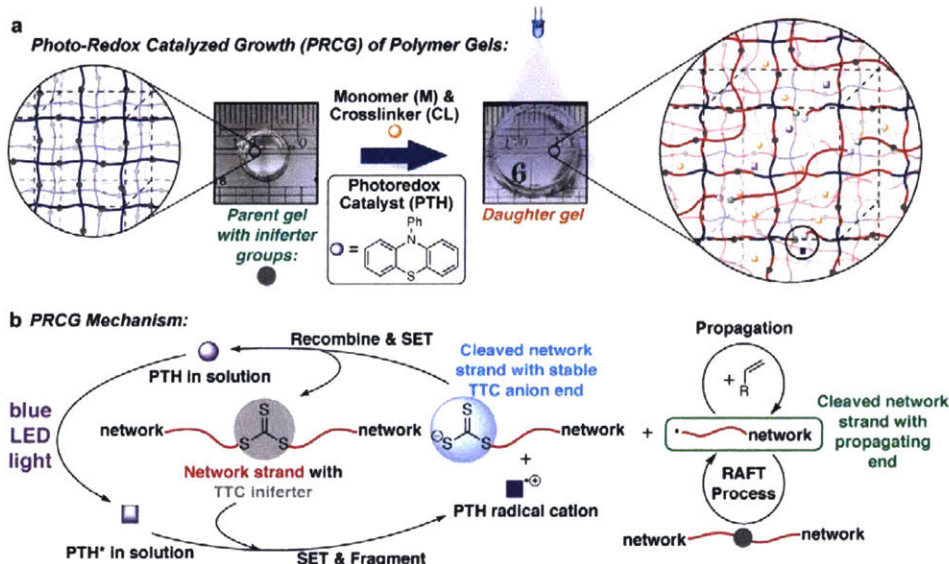 a
Photo-Redox Catalyzed Growth (PRCG) of Polymer Gels:
Monomer (M) &
Crosslinker (CL)
6
Photoredox
Catalyst (PTH)
Ph
N
=
S
Parent gel
with iniferter
groups:
Daughter gel
b PRCG Mechanism:
Recombine & SET
PTH in solution
blue
LED
light
network
S
S
S
network
Network strand with
TTC iniferter
PTH* in solution
SET & Fragment
Cleaved network
strand with stable
TTC anion end
S
⊖S
S
network
+
•⊕
PTH radical cation
+
Propagation
+
R
• network
RAFT
Process
network
network
Cleaved network
strand with
propagating
end